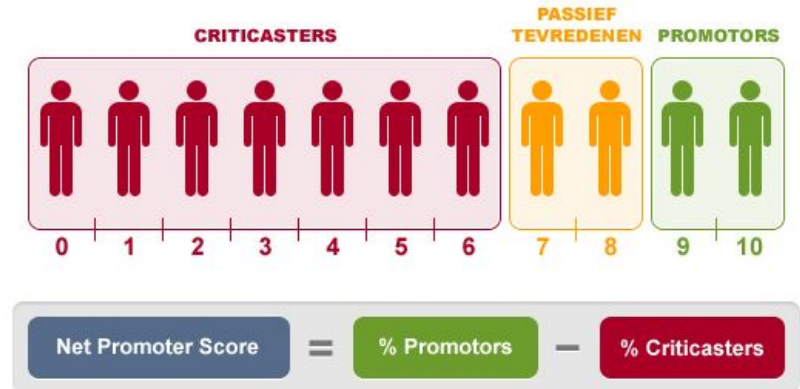 CRITICASTERS
PASSIEF
TEVREDENEN
PROMOTORS
0 1 2 3 4 5 6 7 8 9 10
Net Promoter Score = % Promotors – % Criticasters